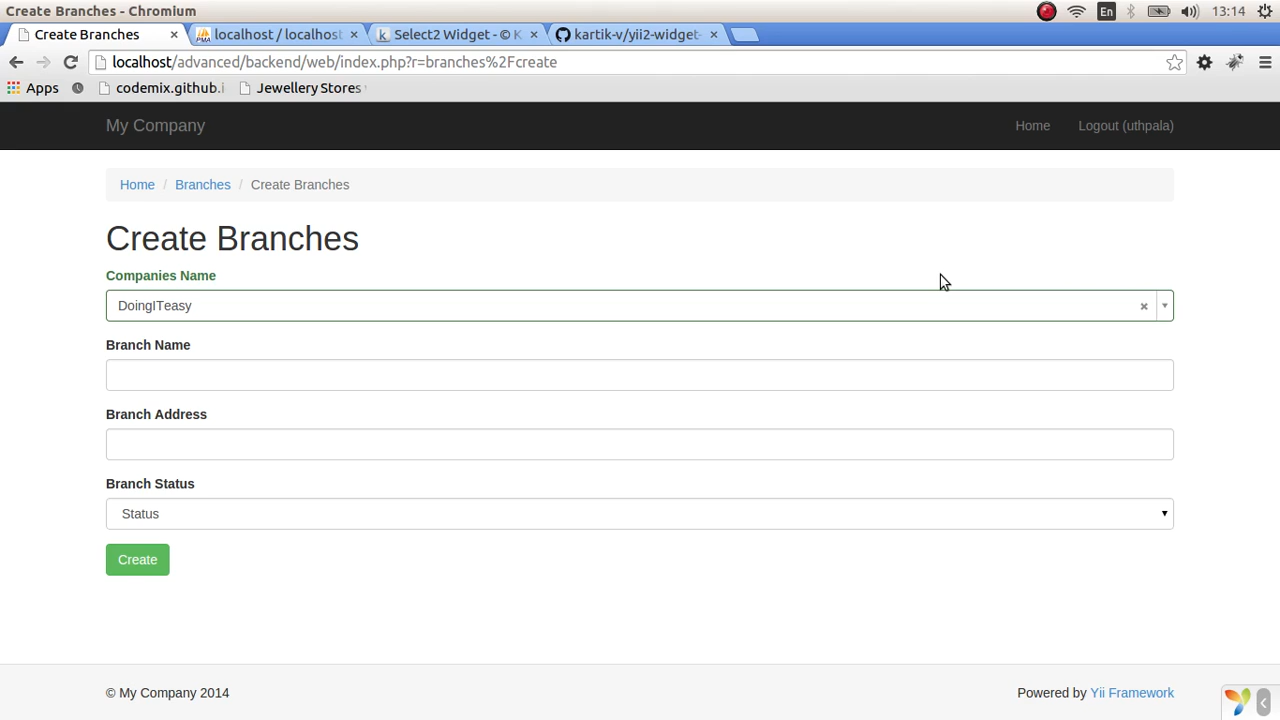 Create Branches - Chromium
En
13:14
Create Branches
localhost / localhost
Select2 Widget - © K
kartik-v/yii2-widget-
localhost/advanced/backend/web/index.php?r=branches%2Fcreate
Apps
codemix.github.i
Jewellery Stores
My Company
Home
Logout (uthpala)
Home / Branches / Create Branches
Create Branches
Companies Name
DoingITeasy
Branch Name
Branch Address
Branch Status
Status
Create
© My Company 2014
Powered by Yii Framework